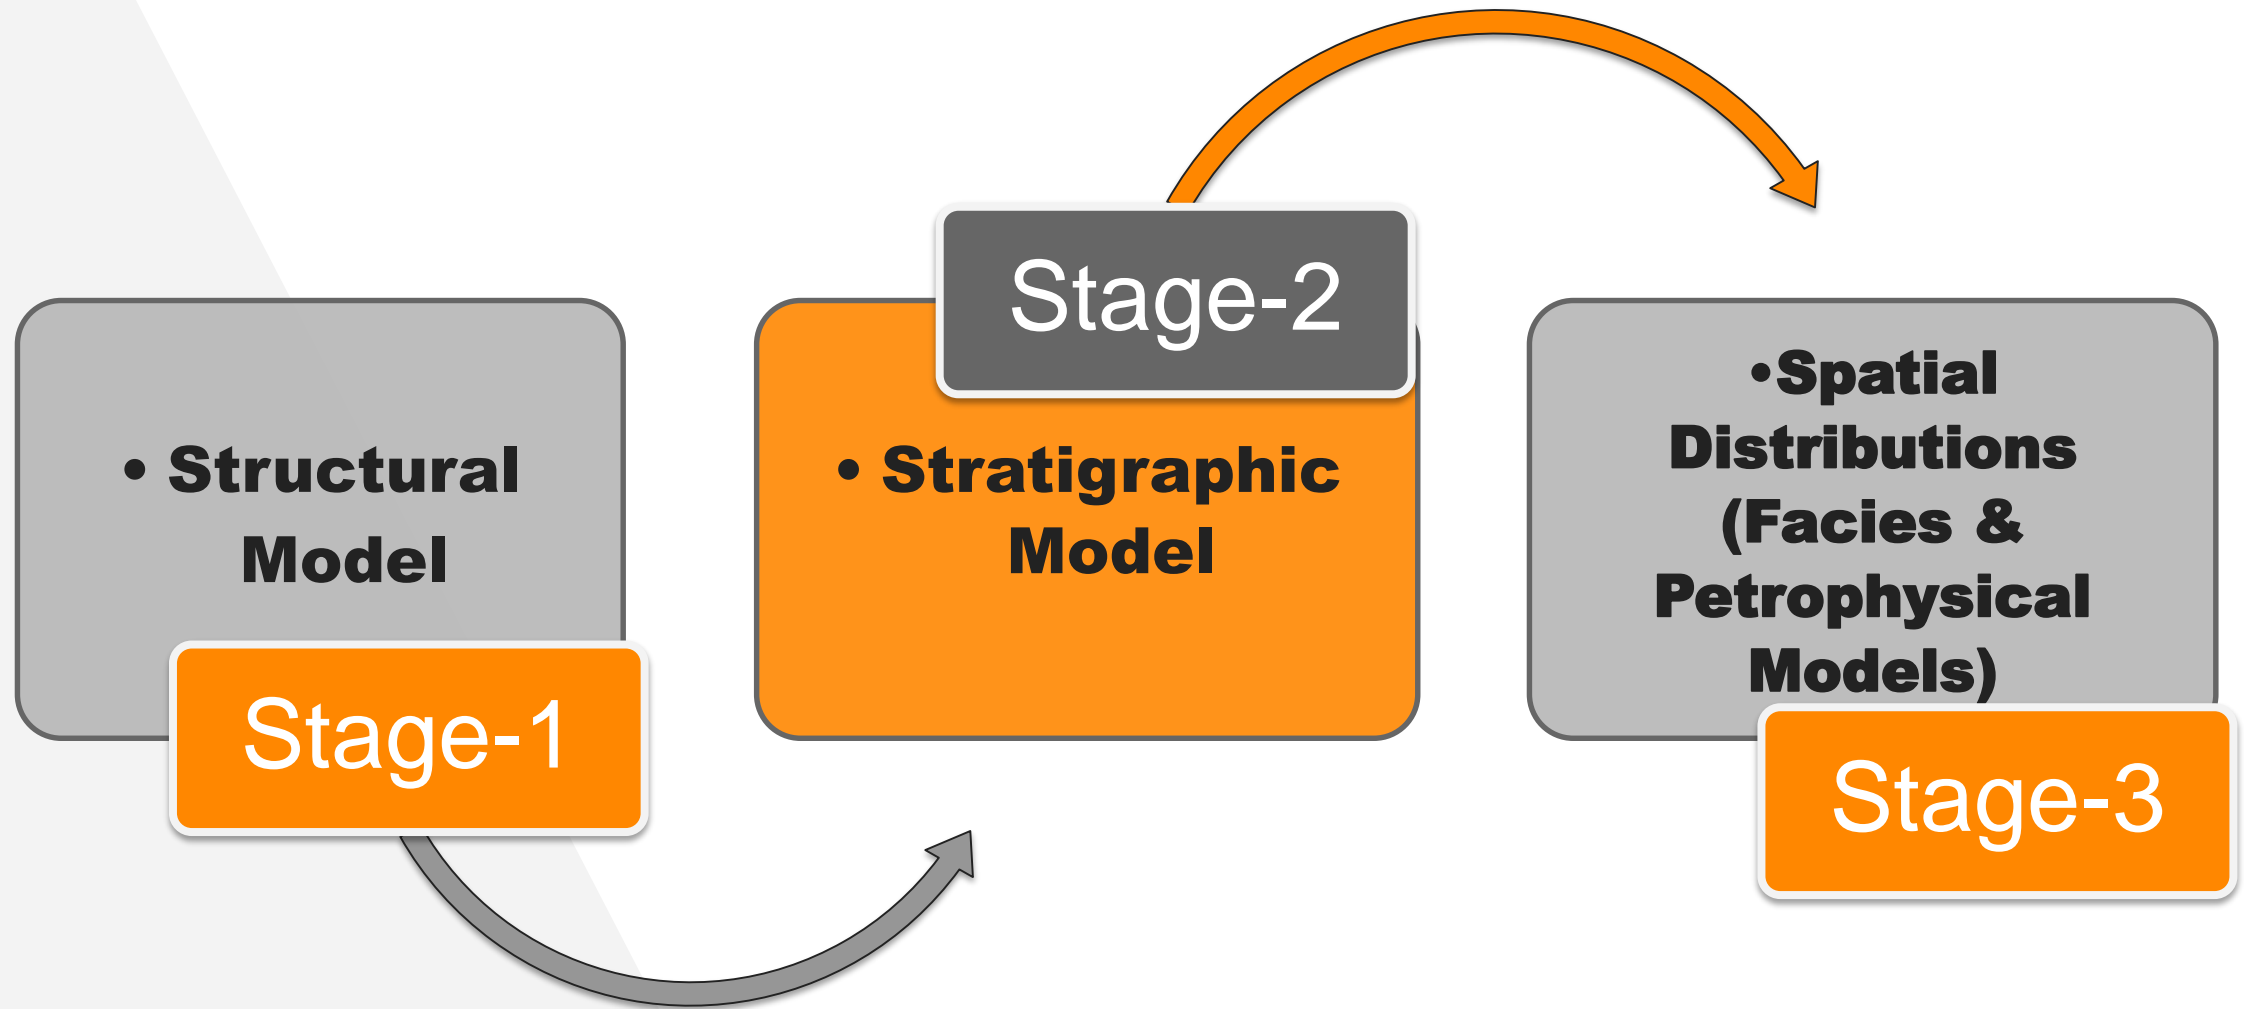 • Structural
Model
Stage-1
Stage-2
• Stratigraphic
Model
•Spatial
Distributions
(Facies &
Petrophysical
Models)
Stage-3